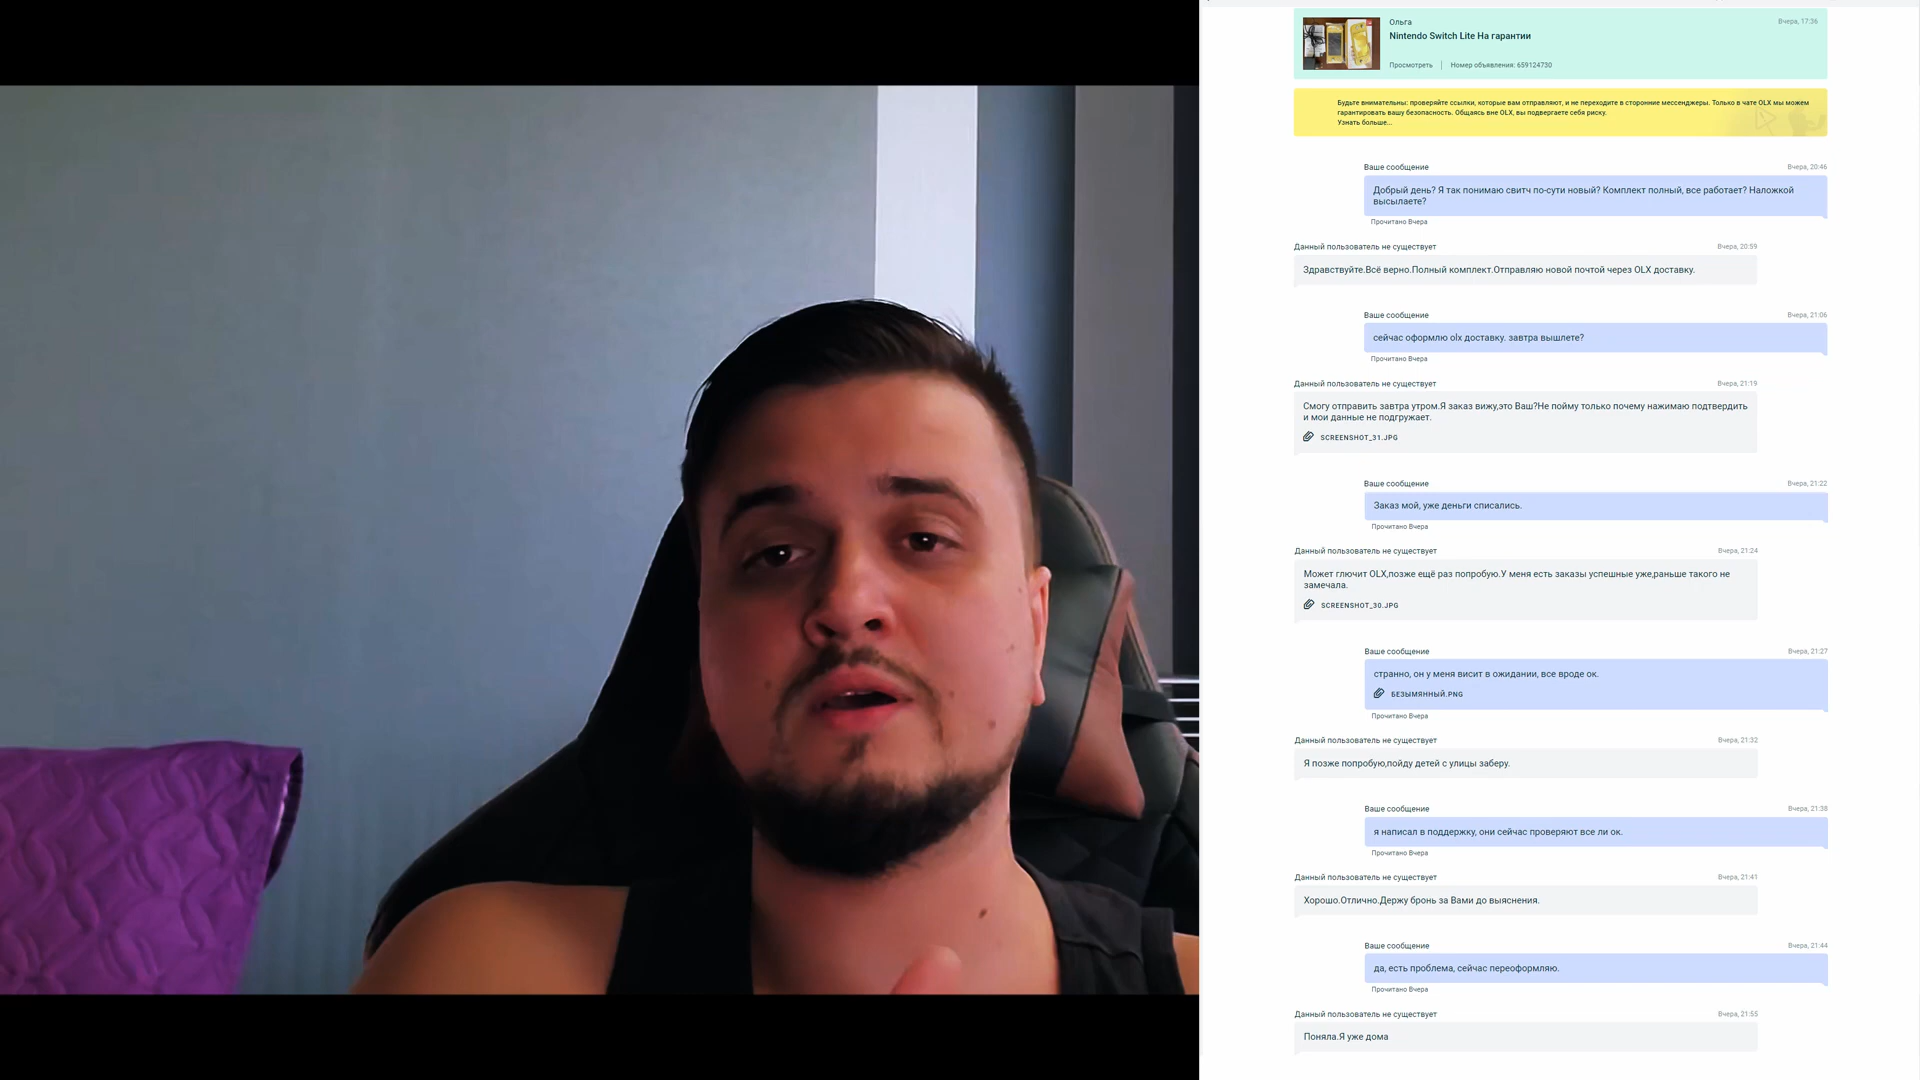 Ольга
Вчера, 17:36
Nintendo Switch Lite На гарантии
Просмотреть
Номер объявления: 659124730
Будьте внимательны: проверяйте ссылки, которые вам отправляют, и не переходите в сторонние мессенджеры. Только в чате OLX мы можем
гарантировать вашу безопасность. Общаясь вне OLX, вы подвергаете себя риску.
Узнать больше...
Ваше сообщение
Вчера, 20:46
Добрый день? Я так понимаю свитч по-сути новый? Комплект полный, все работает? Наложкой
высылаете?
Прочитано Вчера
Данный пользователь не существует
Вчера, 20:59
Здравствуйте.Всё верно.Полный комплект.Отправляю новой почтой через OLX доставку.
Ваше сообщение
Вчера, 21:06
сейчас оформлю olx доставку. завтра вышлете?
Прочитано Вчера
Данный пользователь не существует
Вчера, 21:19
Смогу отправить завтра утром.Я заказ вижу,это Ваш?Не пойму только почему нажимаю подтвердить
и мои данные не подгружает.
SCREENSHOT_31.JPG
Ваше сообщение
Вчера, 21:22
Заказ мой, уже деньги списались.
Прочитано Вчера
Данный пользователь не существует
Вчера, 21:24
Может глючит OLX,позже ещё раз попробую.У меня есть заказы успешные уже,раньше такого не
замечала.
SCREENSHOT_30.JPG
Ваше сообщение
Вчера, 21:27
странно, он у меня висит в ожидании, все вроде ок.
БЕЗЫМЯННЫЙ.PNG
Прочитано Вчера
Данный пользователь не существует
Вчера, 21:32
Я позже попробую,пойду детей с улицы заберу.
Ваше сообщение
Вчера, 21:38
я написал в поддержку, они сейчас проверяют все ли ок.
Прочитано Вчера
Данный пользователь не существует
Вчера, 21:41
Хорошо.Отлично.Держу бронь за Вами до выяснения.
Ваше сообщение
Вчера, 21:44
да, есть проблема, сейчас переоформляю.
Прочитано Вчера
Данный пользователь не существует
Вчера, 21:55
Поняла.Я уже дома